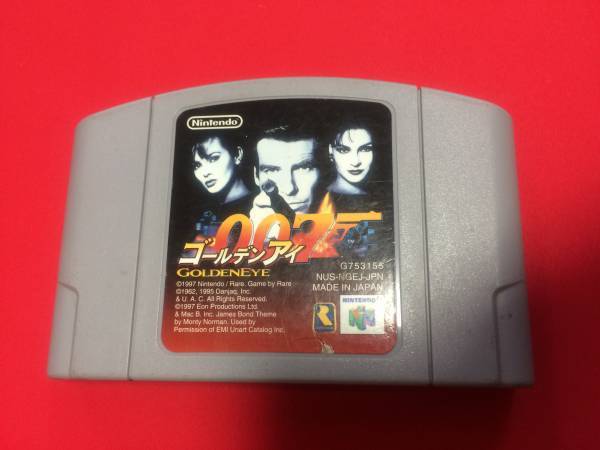 Nintendo
007
ゴールデンアイ
GOLDENEYE
G753155
NUS-NGEJ-JPN
MADE IN JAPAN
©1997 Nintendo / Rare. Game by Rare
©1962, 1995 Danjaq, Inc.
& U. A. C. All Rights Reserved.
©1997 Eon Productions Ltd.
& Mac B. Inc. James Bond Theme
by Monty Norman. Used by
Permission of EMI Unart Catalog Inc.
R
NINTENDO
64